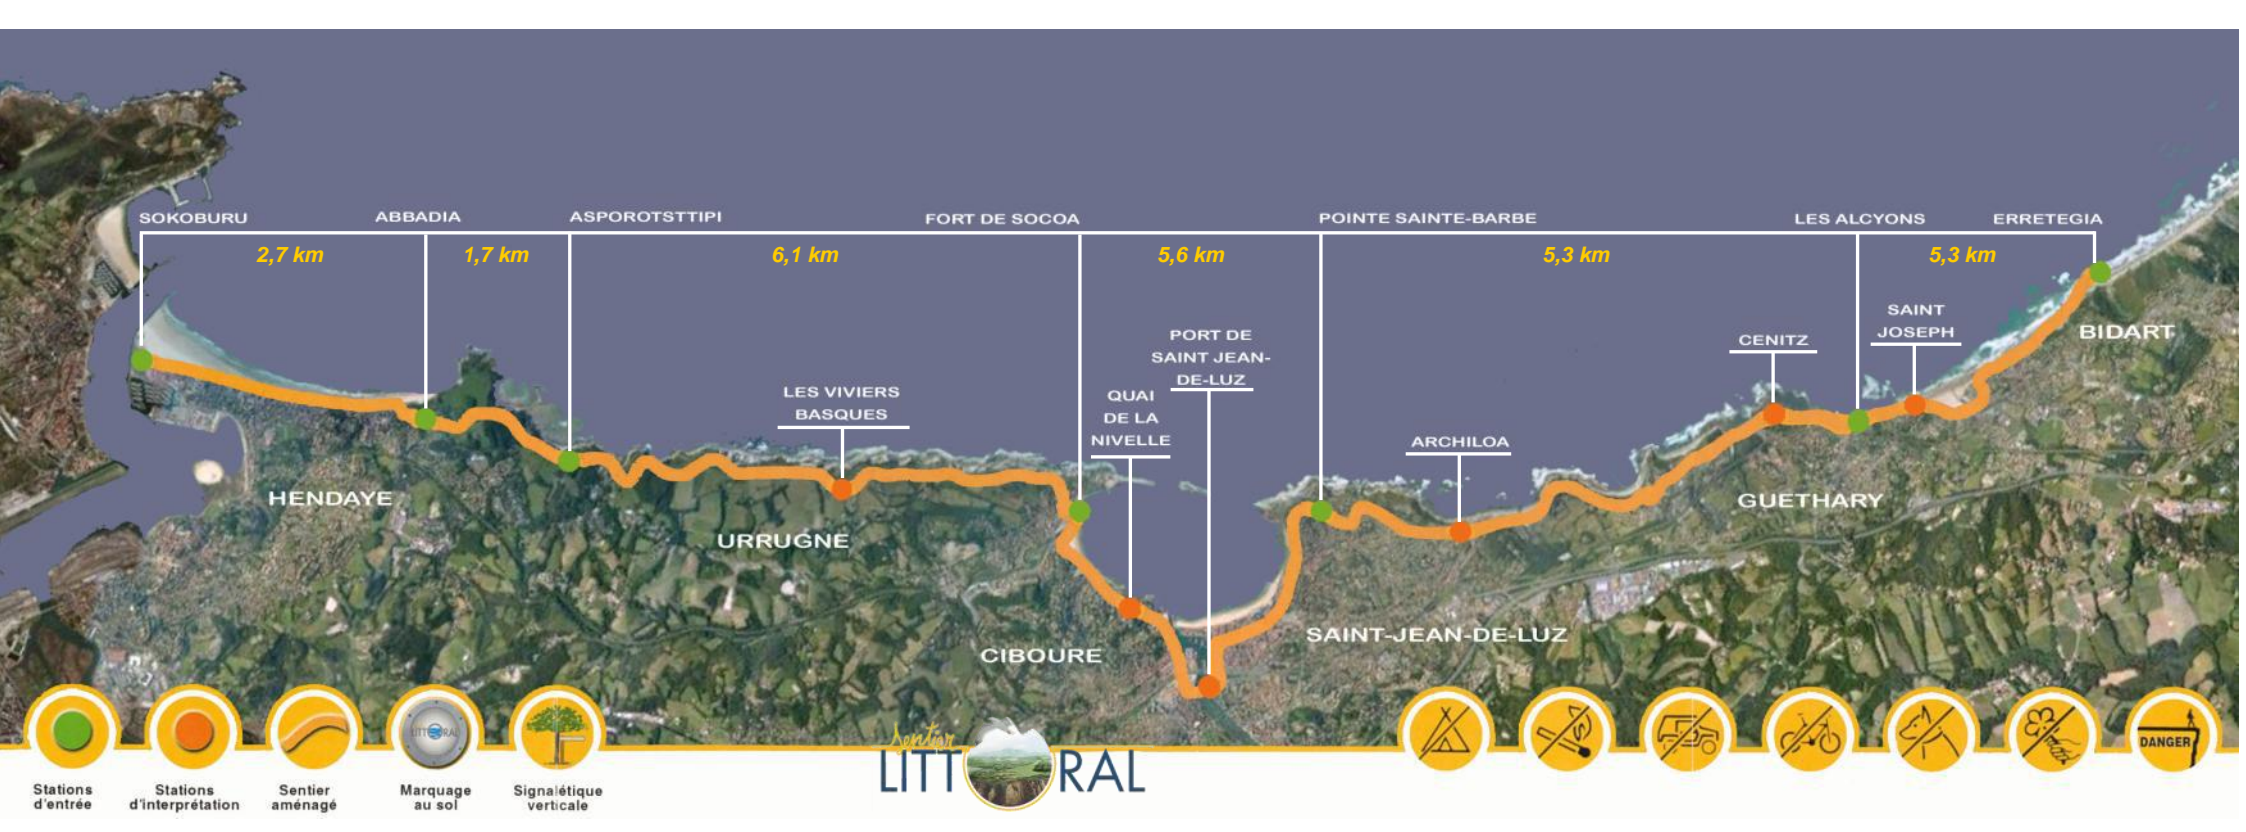 SOKOBURU
ABBADIA
ASPOROTSTTIPI
FORT DE SOCOA
POINTE SAINTE-BARBE
LES ALCYONS
ERRETEGIA
2,7 km
1,7 km
6,1 km
5,6 km
5,3 km
5,3 km
SAINT
JOSEPH
CENITZ
BIDART
PORT DE
SAINT JEAN-
DE-LUZ
LES VIVIERS
BASQUES
QUAI
DE LA
NIVELLE
ARCHILOA
HENDAYE
URRUGNE
GUETHARY
CIBOURE
SAINT-JEAN-DE-LUZ
LITTORAL
Sentier
LITTORAL
DANGER
Stations
d'entrée
Stations
d'interprétation
Sentier
aménagé
Marquage
au sol
Signalétique
verticale